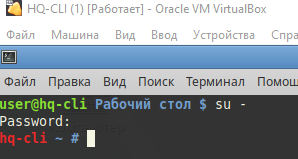 HQ-CLI (1) [Работает] - Oracle VM VirtualBox
Файл Машина Вид Ввод Устройства Спра
Файл Правка Вид Поиск Терминал Помощ
user@hq-cli Рабочий стол $ su -
Password:
hq-cli ~ #